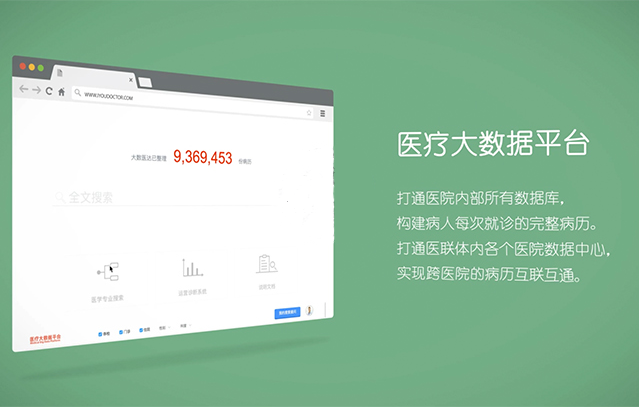 WWW.IYOUDOCTOR.COM
大数医达已整理 9,369,453 份病历
全文搜索
医学专业搜索
运营词析系统
医疗大数据平台
医疗大数据平台
打通医院内部所有数据库，
构建病人每次就诊的完整病历。
打通医联体内各个医院数据中心，
实现跨医院的病历互联互通。